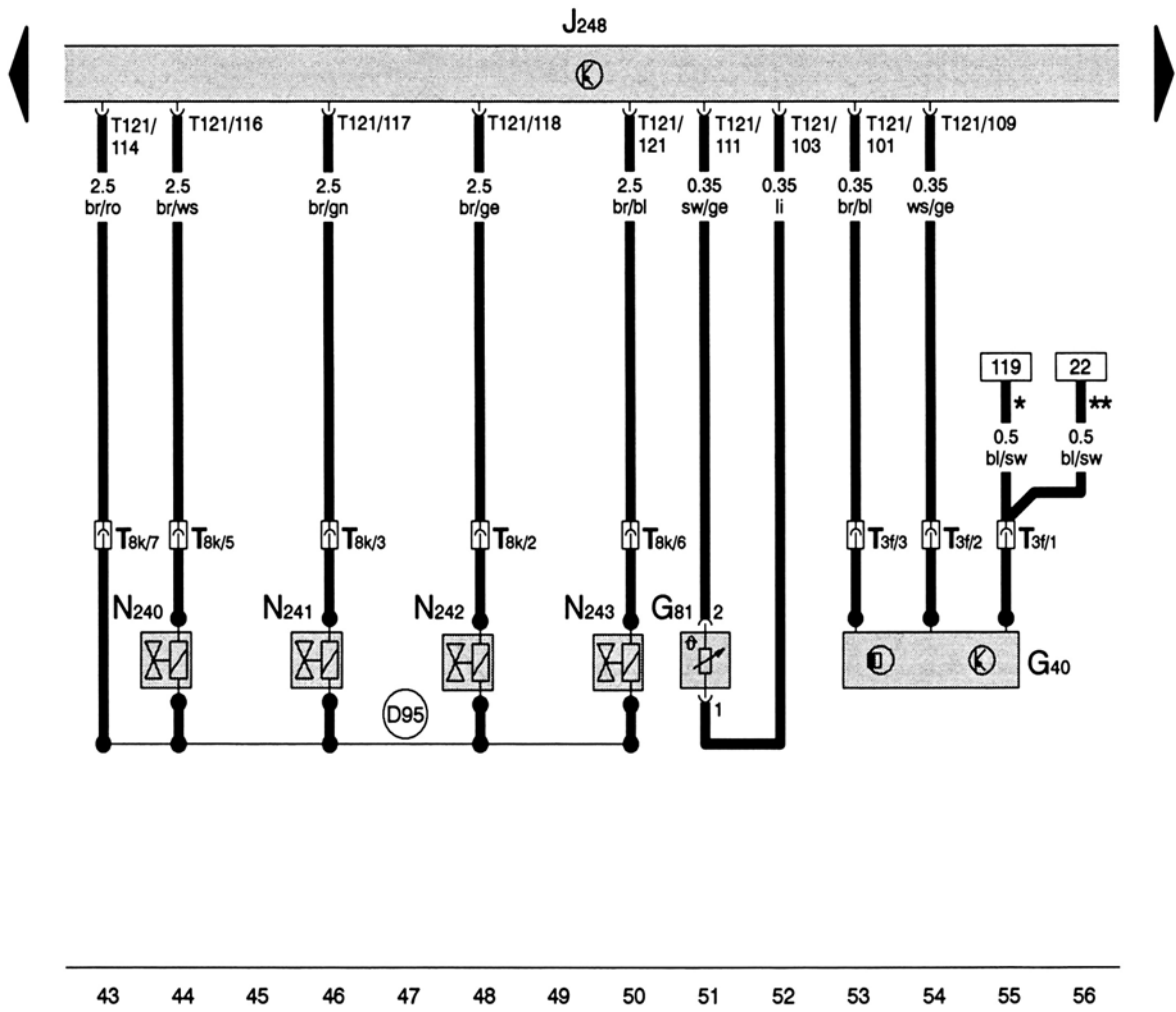 J248
T121/
114
T121/116
T121/117
T121/118
T121/
121
T121/
111
T121/
103
T121/
101
T121/109
2.5
br/ro
2.5
br/ws
2.5
br/gn
2.5
br/ge
2.5
br/bl
0.35
sw/ge
0.35
li
0.35
br/bl
0.35
ws/ge
119
22
*
**
0.5
bl/sw
0.5
bl/sw
T8k/7
T8k/5
T8k/3
T8k/2
T8k/6
T3f/3
T3f/2
T3f/1
N240
N241
N242
N243
G81
2
ϑ
G40
D95
1
43 44 45 46 47 48 49 50 51 52 53 54 55 56